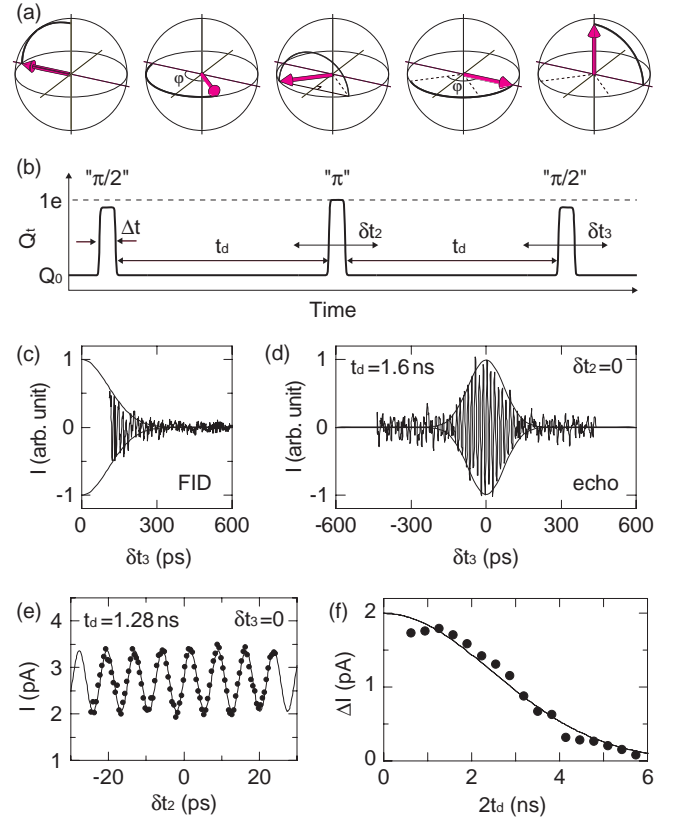 (a)
φ
φ
(b)
"π/2" "π" "π/2"
1e
Qt
Δt
td
δt2
td
δt3
Q0
Time
(c)
1
0
-1
I (arb. unit)
FID
0 300 600
δt3 (ps)
(d)
td=1.6 ns δt2=0
1
0
-1
I (arb. unit)
echo
-600 -300 0 300 600
δt3 (ps)
(e)
td=1.28 ns δt3=0
4
3
2
1
I (pA)
-20 0 20
δt2 (ps)
(f)
2
1
0
ΔI (pA)
0 2 4 6
2td (ns)